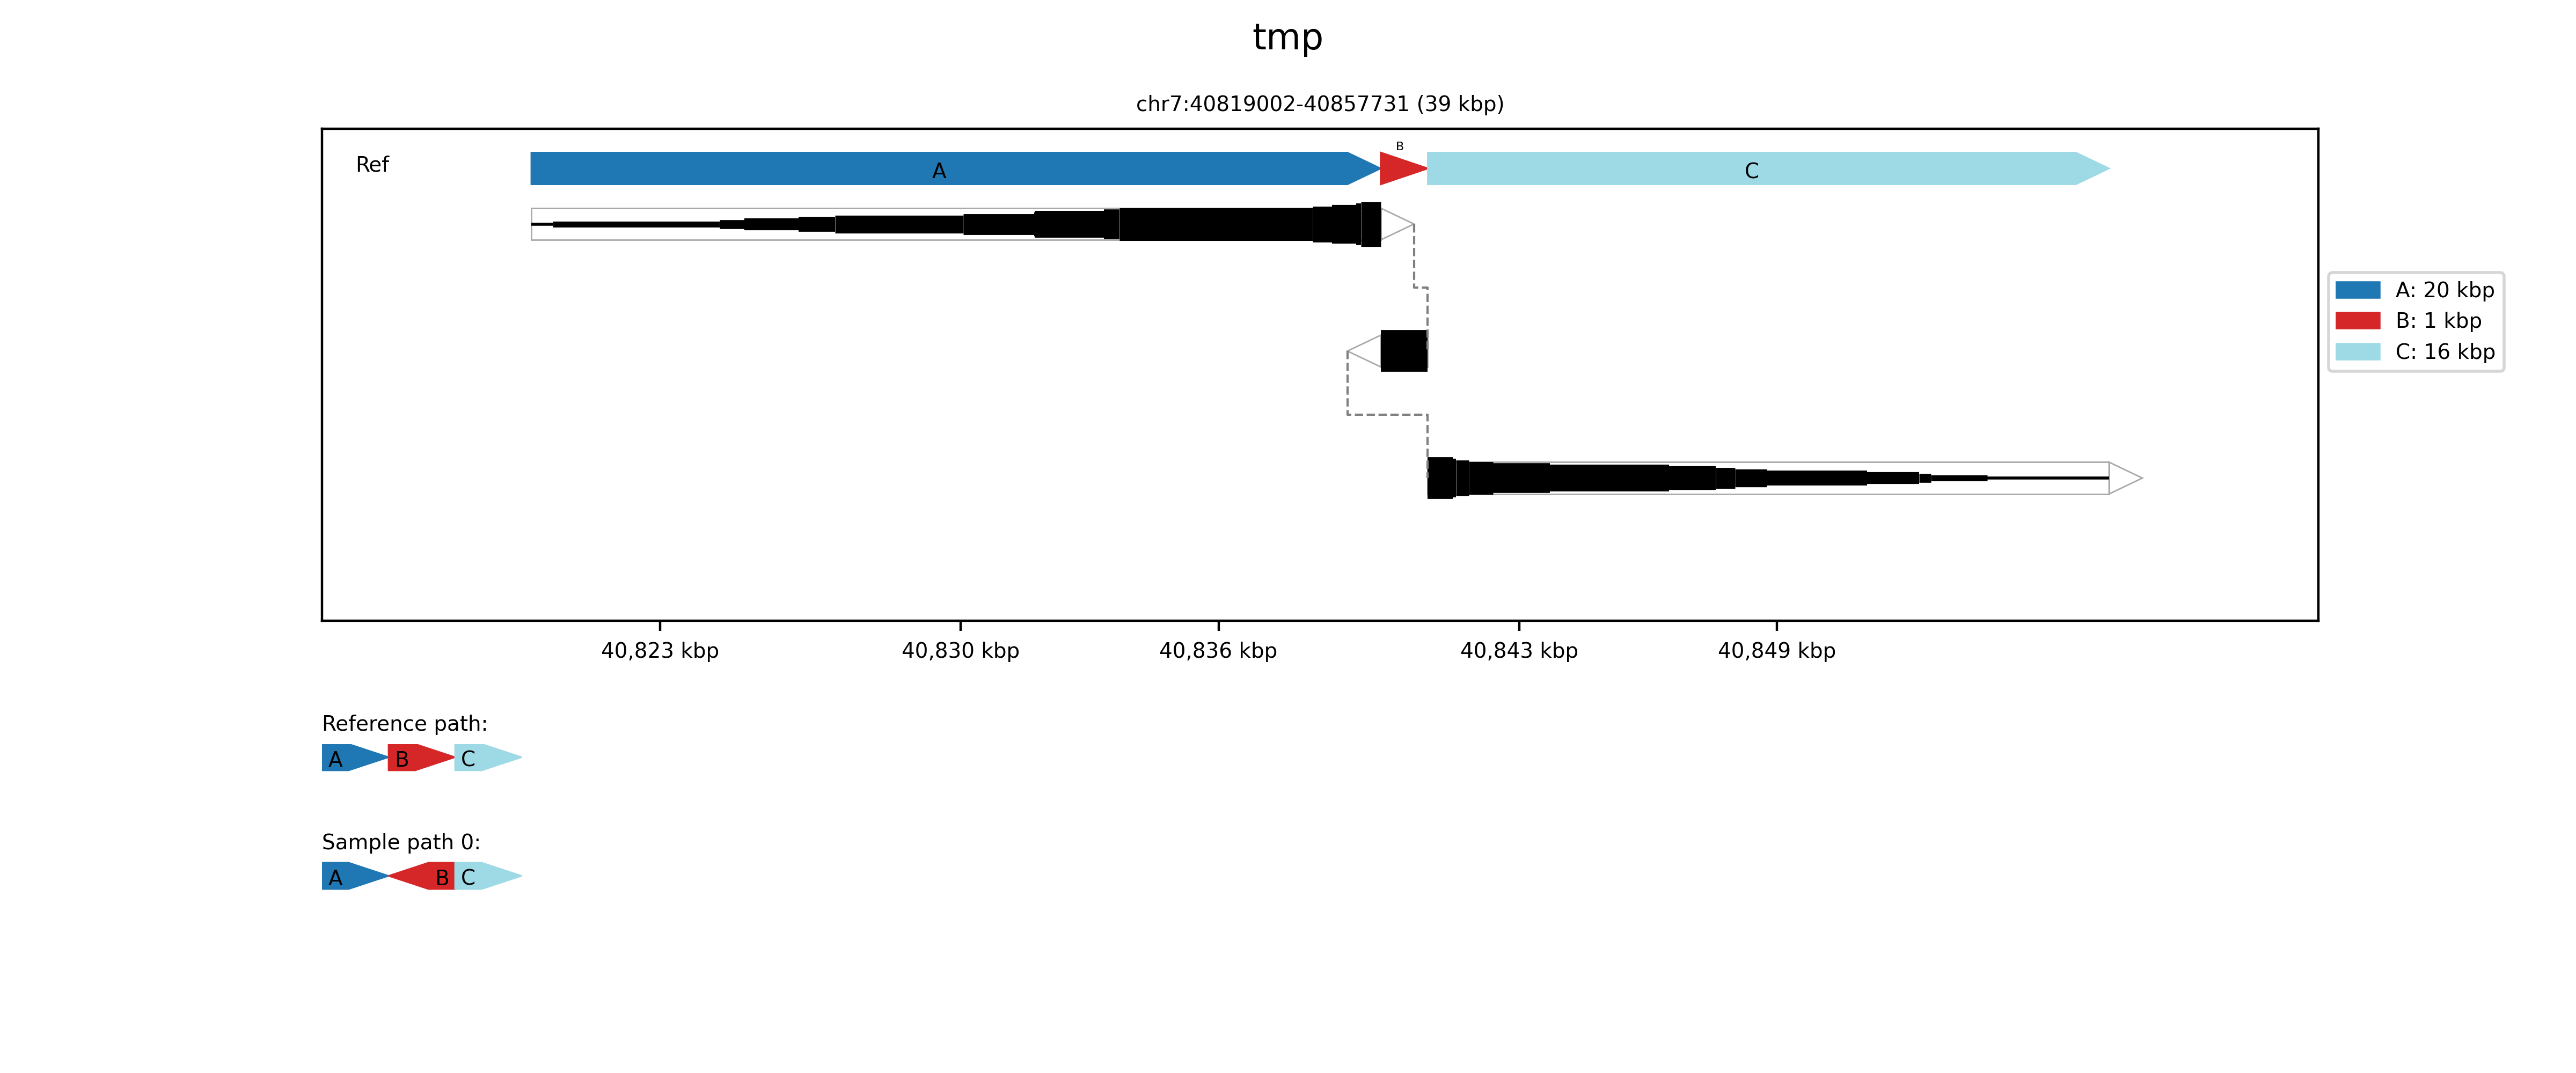 tmp
chr7:40819002-40857731 (39 kbp)
Ref
A
B
C
A: 20 kbp
B: 1 kbp
C: 16 kbp
40,823 kbp 40,830 kbp 40,836 kbp 40,843 kbp 40,849 kbp
Reference path:
A B C
Sample path 0:
A B C